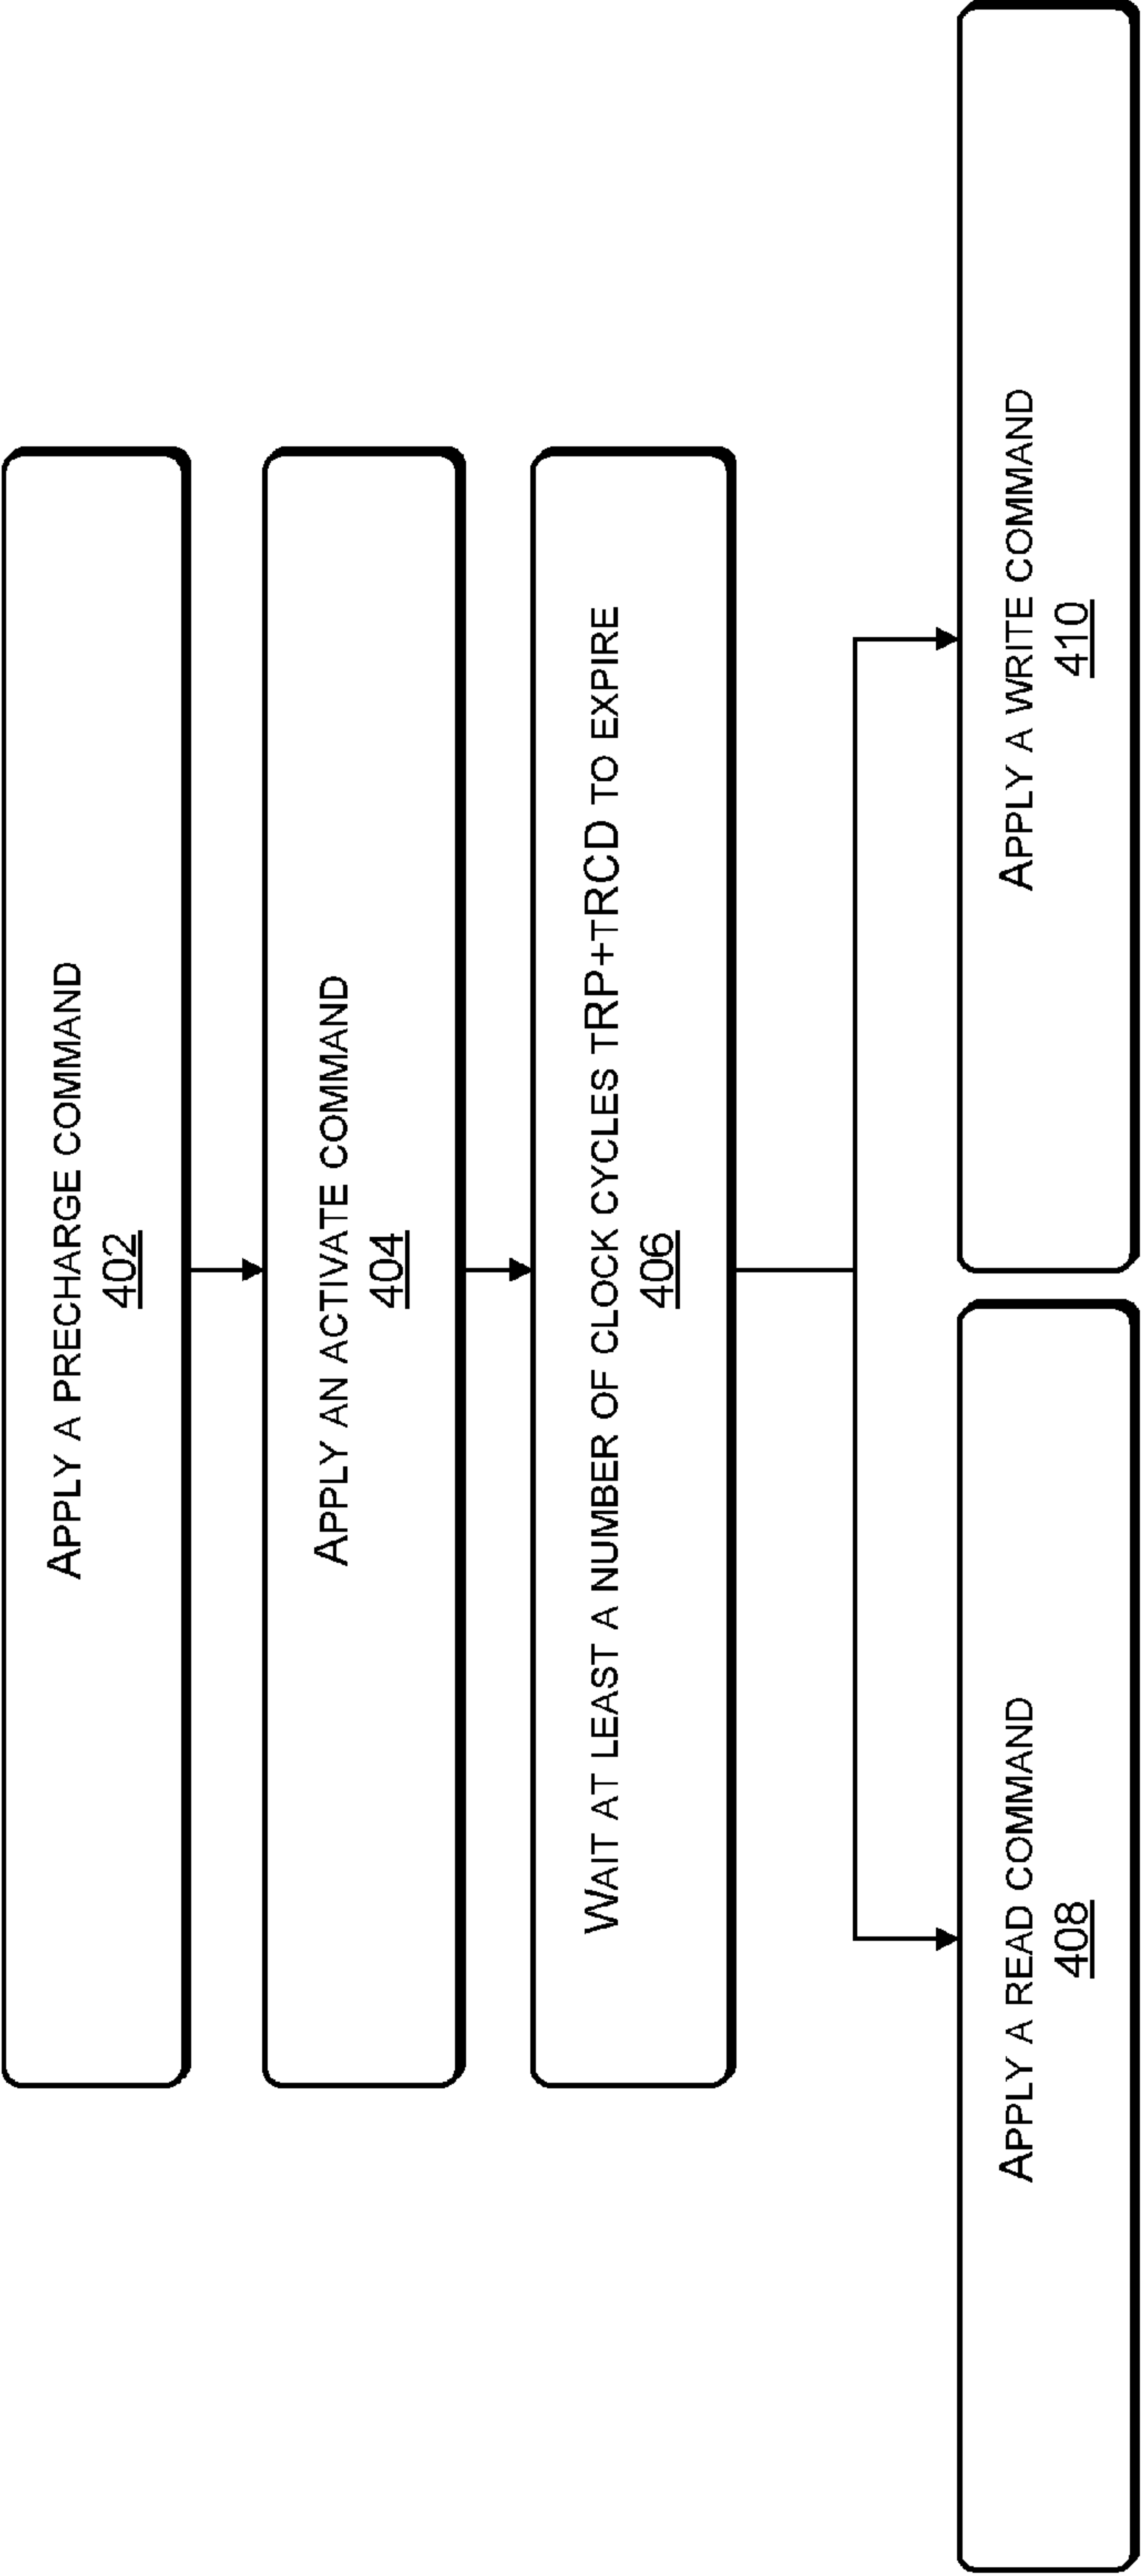 APPLY A PRECHARGE COMMAND
402
APPLY AN ACTIVATE COMMAND
404
WAIT AT LEAST A NUMBER OF CLOCK CYCLES TRP+TRCD TO EXPIRE
406
APPLY A READ COMMAND
408
APPLY A WRITE COMMAND
410